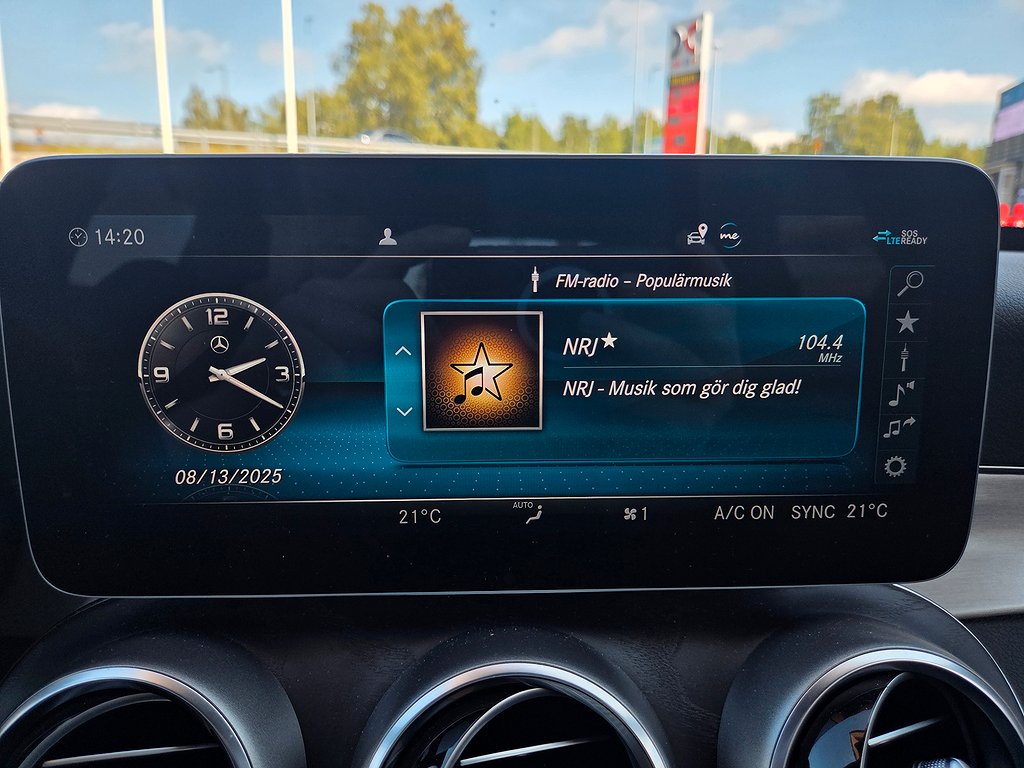 14:20
me
SOS
LTE READY
FM-radio – Populärmusik
12
9
3
6
NRJ★
104.4
MHz
NRJ - Musik som gör dig glad!
08/13/2025
21°C
AUTO
1
A/C ON
SYNC
21°C